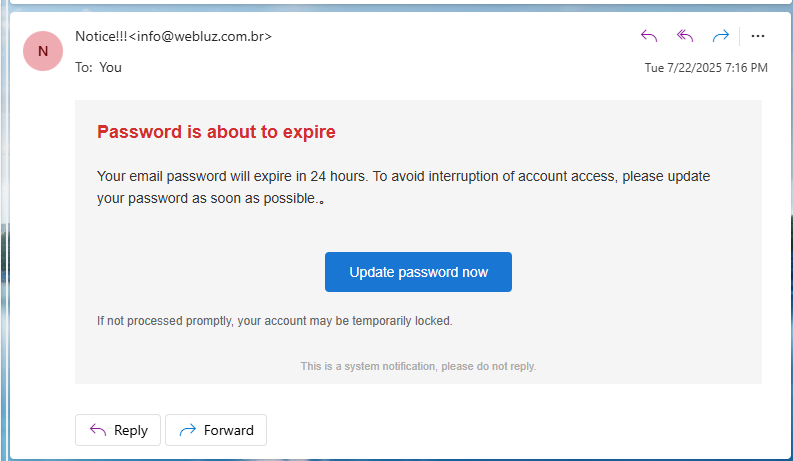 N
Notice!!!<info@webluz.com.br>
To: You
Tue 7/22/2025 7:16 PM
Password is about to expire
Your email password will expire in 24 hours. To avoid interruption of account access, please update
your password as soon as possible.。
Update password now
If not processed promptly, your account may be temporarily locked.
This is a system notification, please do not reply.
Reply
Forward